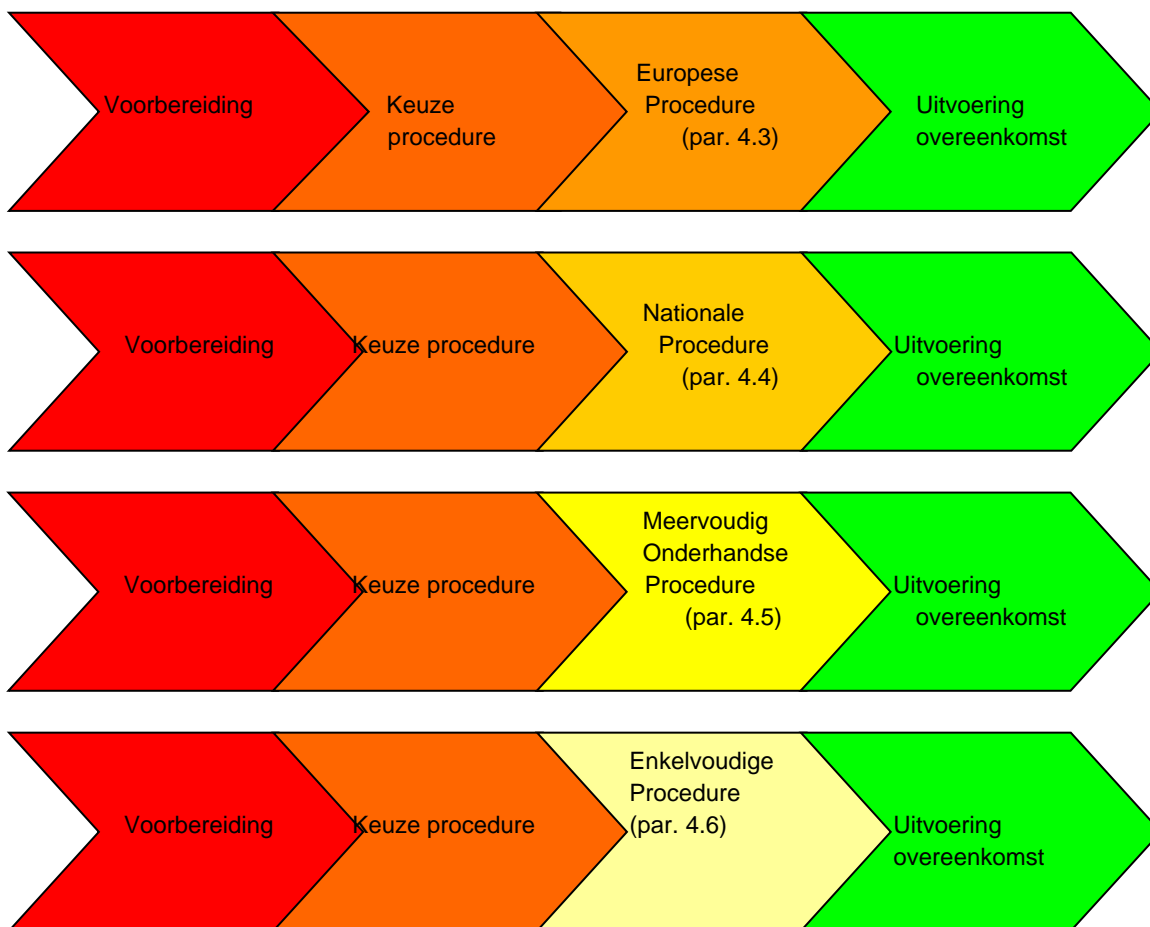 Voorbereiding
Keuze
procedure
Europese
Procedure
(par. 4.3)
Uitvoering
overeenkomst
Voorbereiding
Keuze procedure
Nationale
Procedure
(par. 4.4)
Uitvoering
overeenkomst
Voorbereiding
Keuze procedure
Meervoudig
Onderhandse
Procedure
(par. 4.5)
Uitvoering
overeenkomst
Voorbereiding
Keuze procedure
Enkelvoudige
Procedure
(par. 4.6)
Uitvoering
overeenkomst